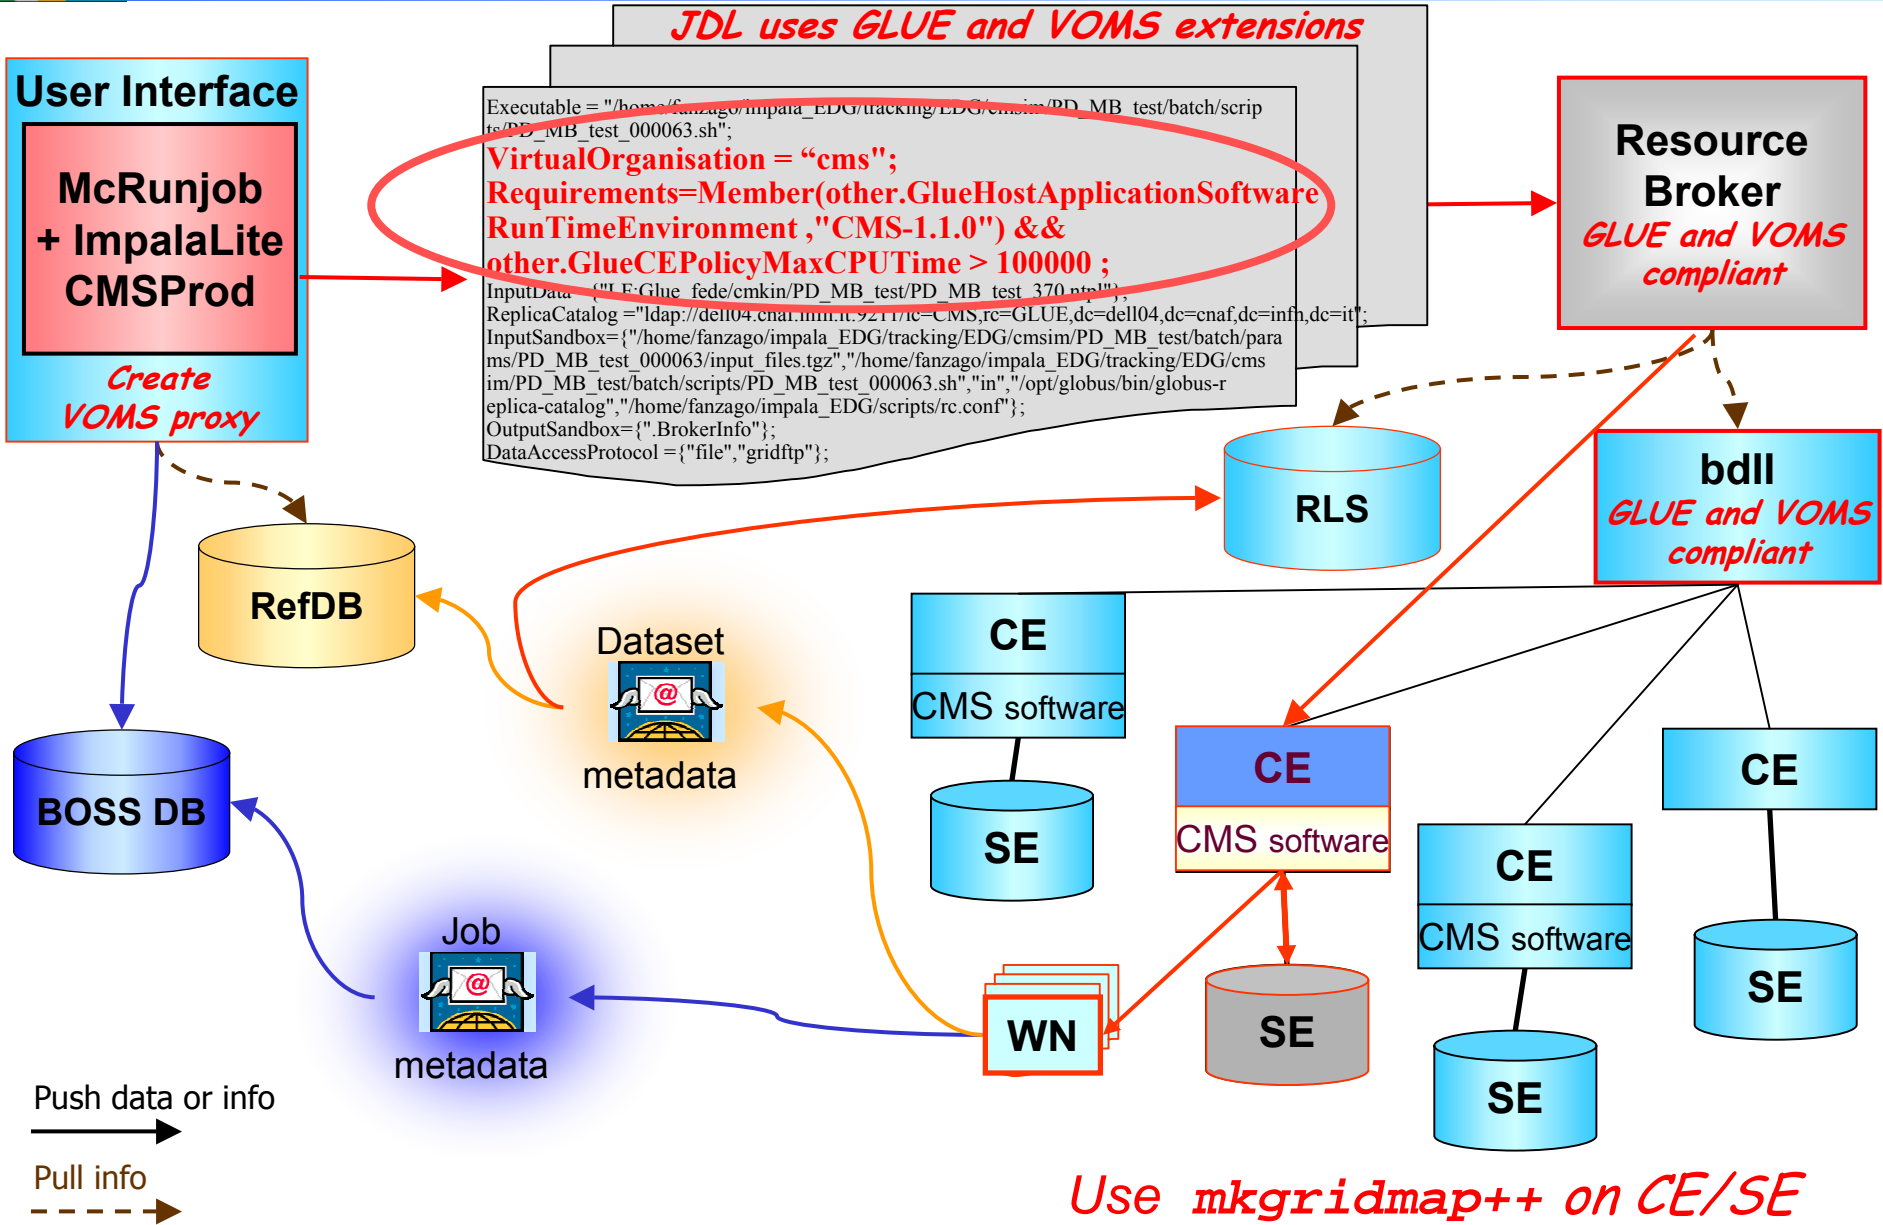 JDL uses GLUE and VOMS extensions
User Interface
McRunjob
+ ImpalaLite
CMSProd
Create
VOMS proxy
Executable = "/home/fanzago/impala_EDG/tracking/EDG/cmsim/PD_MB_test/batch/scrip
ts/PD_MB_test_000063.sh";
VirtualOrganisation = “cms";
Requirements=Member(other.GlueHostApplicationSoftware
RunTimeEnvironment ,"CMS-1.1.0") &&
other.GlueCEPolicyMaxCPUTime > 100000 ;
InputData = {"LF:Glue_fede/cmkin/PD_MB_test/PD_MB_test_370.ntpl"};
ReplicaCatalog ="ldap://dell04.cnaf.infn.it:9211/lc=CMS,rc=GLUE,dc=dell04,dc=cnaf,dc=infn,dc=it";
InputSandbox={"/home/fanzago/impala_EDG/tracking/EDG/cmsim/PD_MB_test/batch/para
ms/PD_MB_test_000063/input_files.tgz","/home/fanzago/impala_EDG/tracking/EDG/cms
im/PD_MB_test/batch/scripts/PD_MB_test_000063.sh","in","/opt/globus/bin/globus-r
eplica-catalog","/home/fanzago/impala_EDG/scripts/rc.conf"};
OutputSandbox={".BrokerInfo"};
DataAccessProtocol ={"file","gridftp"};
Resource
Broker
GLUE and VOMS
compliant
RLS
bdII
GLUE and VOMS
compliant
RefDB
Dataset
@
metadata
BOSS DB
Job
@
metadata
CE
CMS software
SE
CE
CMS software
SE
CE
CMS software
SE
CE
SE
WN
Push data or info
Pull info
Use mkgridmap++ on CE/SE